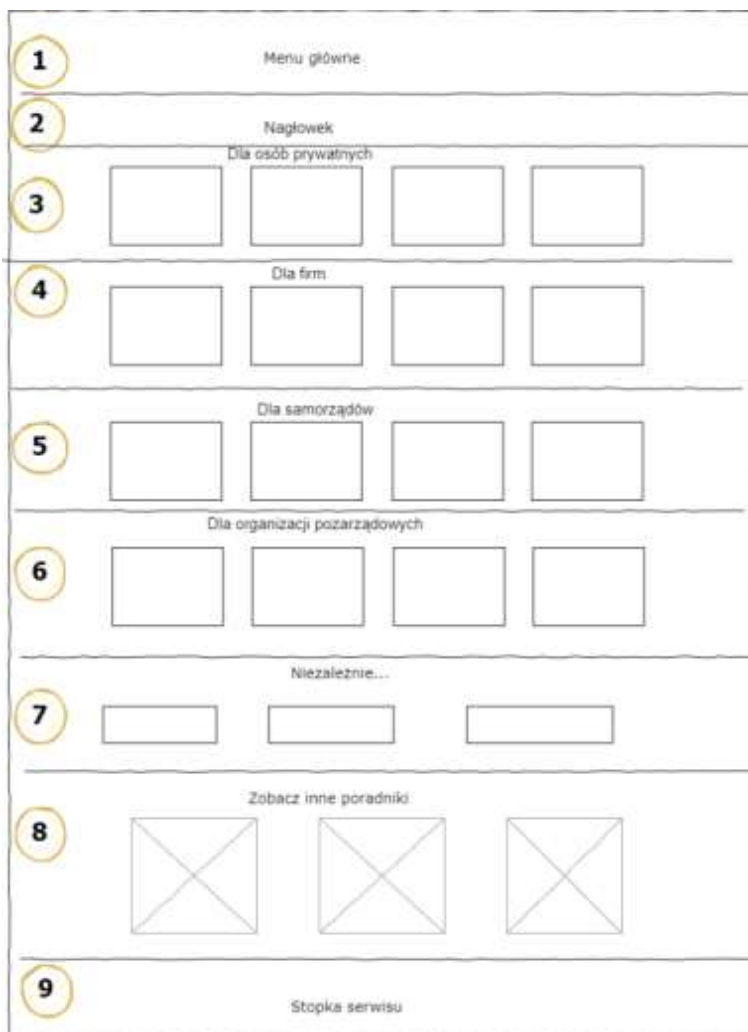 1
Menu główne
2
Nagłowek
Dla osób prywatnych
3
4
Dla firm
Dla samorządów
5
Dla organizacji pozarządowych
6
Niezależnie...
7
Zobacz inne poradniki
8
9
Stopka serwisu